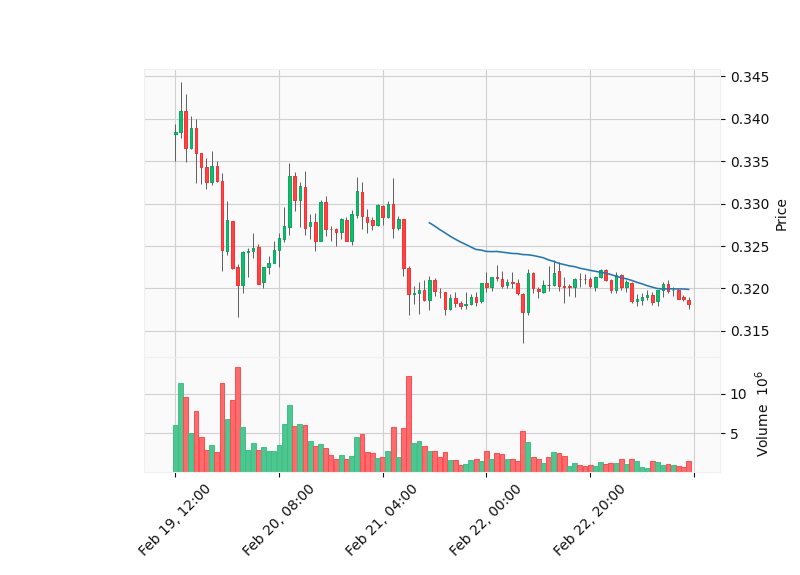 0.345
0.340
0.335
0.330
0.325
0.320
0.315
Price
10
5
Volume 10^6
Feb 19, 12:00
Feb 20, 08:00
Feb 21, 04:00
Feb 22, 00:00
Feb 22, 20:00